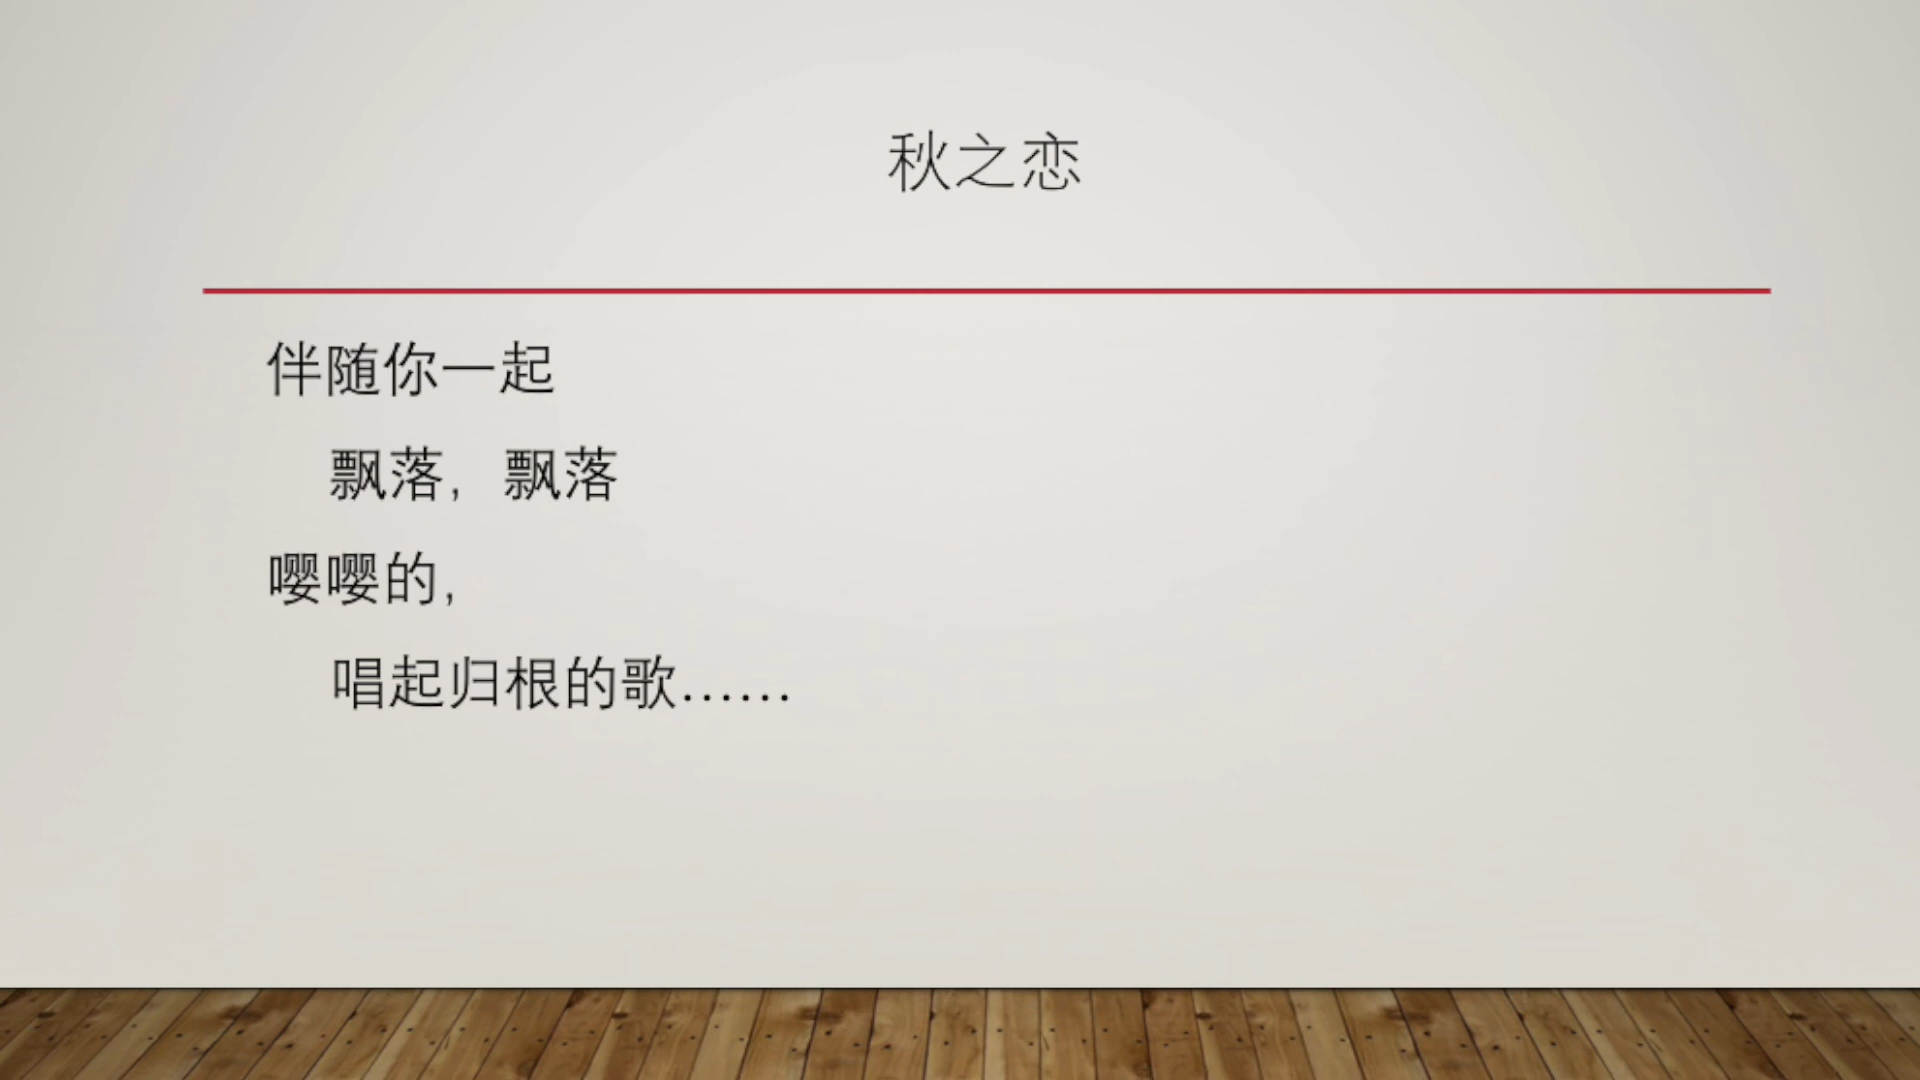 秋之恋
伴随你一起
飘落，飘落
嘤嘤的，
唱起归根的歌……